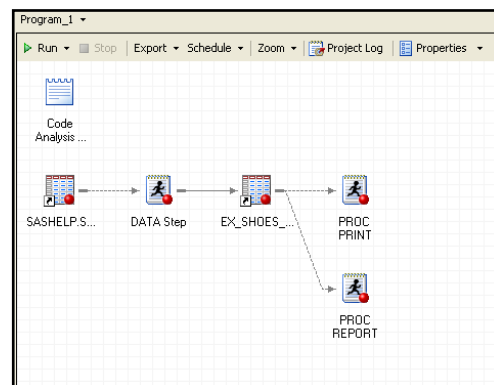 Program_1
Run Stop Export Schedule Zoom Project Log Properties
Code
Analysis ...
SASHELP.S... DATA Step EX_SHOES_... PROC
PRINT
PROC
REPORT